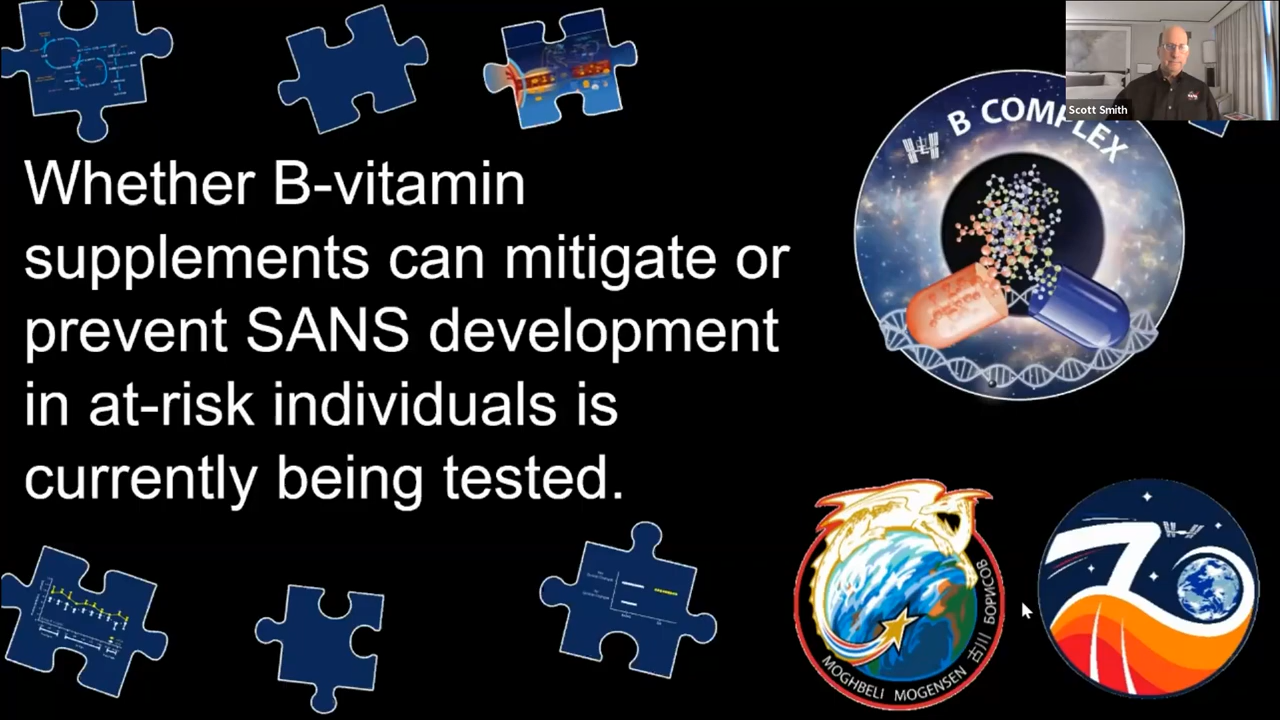 Whether B-vitamin
supplements can mitigate or
prevent SANS development
in at-risk individuals is
currently being tested.
B COMPLEX
Scott Smith
MOGHBELI MOGENSEN 古川 БОРИСОВ
70